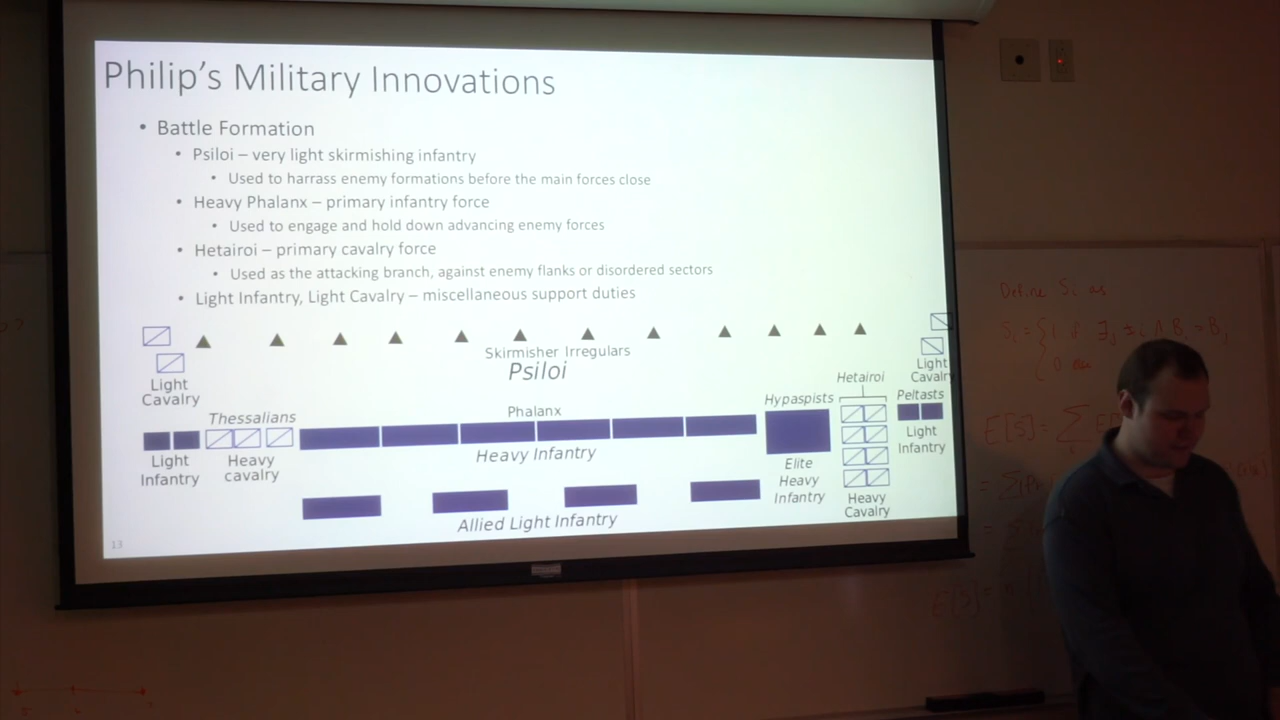 Philip's Military Innovations
• Battle Formation
• Psiloi – very light skirmishing infantry
• Used to harrass enemy formations before the main forces close
• Heavy Phalanx – primary infantry force
• Used to engage and hold down advancing enemy forces
• Hetairoi – primary cavalry force
• Used as the attacking branch, against enemy flanks or disordered sectors
• Light Infantry, Light Cavalry – miscellaneous support duties
Skirmisher Irregulars
Psiloi
Light
Cavalry
Light
Cavalry
Hetairoi
Thessalians
Phalanx
Hypaspists
Peltasts
Light
Infantry
Heavy
cavalry
Heavy Infantry
Elite
Heavy
Infantry
Light
Infantry
Heavy
Cavalry
Allied Light Infantry
13
Define Si as
E[S] = Σ
E[S] =